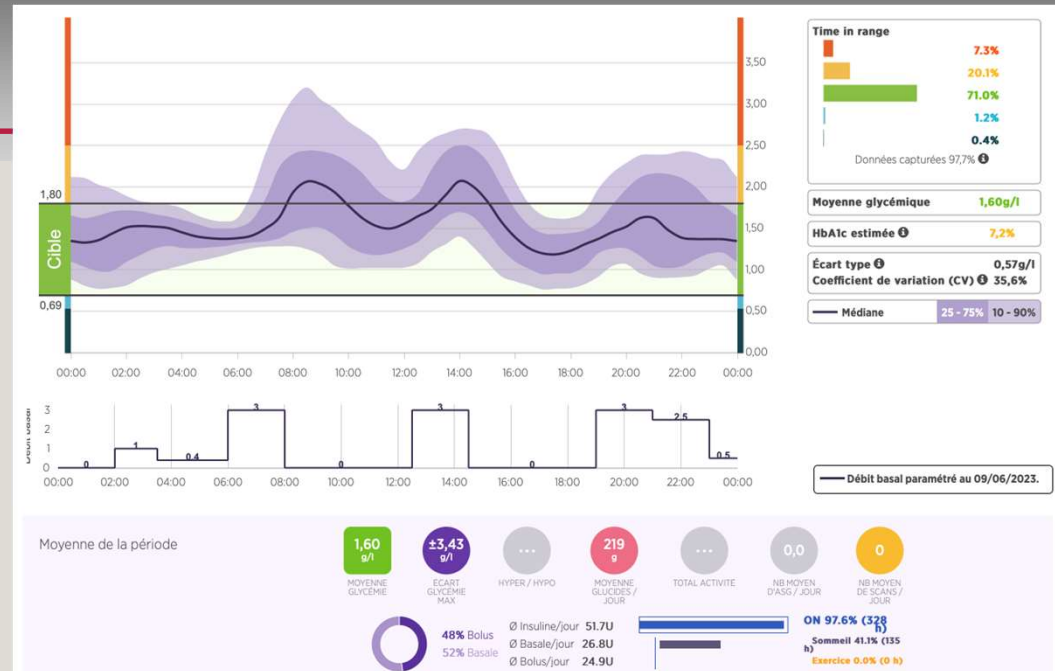 Time in range
7.3%
20.1%
71.0%
1.2%
0.4%
Données capturées 97,7%
Moyenne glycémique 1,60g/l
HbA1c estimée 7,2%
Écart type 0,57g/l
Coefficient de variation (CV) 35,6%
Médiane 25 - 75% 10 - 90%
3,50
3,00
2,50
2,00
1,50
1,00
0,50
0,00
1,80
Cible
0,69
00:00 02:00 04:00 06:00 08:00 10:00 12:00 14:00 16:00 18:00 20:00 22:00 00:00
3
2
1
0
0 1 0.4 3 0 3 0 3 2.5 0.5
00:00 02:00 04:00 06:00 08:00 10:00 12:00 14:00 16:00 18:00 20:00 22:00 00:00
Débit basal paramétré au 09/06/2023.
Moyenne de la période
1,60 g/l
MOYENNE GLYCÉMIE
±3,43 g/l
ÉCART GLYCÉMIE MAX
...
HYPER / HYPO
219 g
MOYENNE GLUCIDES / JOUR
...
TOTAL ACTIVITÉ
0,0
NB MOYEN D'ASG / JOUR
0
NB MOYEN DE SCANS / JOUR
48% Bolus
52% Basale
Ø Insuline/jour 51.7U
Ø Basale/jour 26.8U
Ø Bolus/jour 24.9U
ON 97.6% (328 h)
Sommeil 41.1% (135 h)
Exercice 0.0% (0 h)